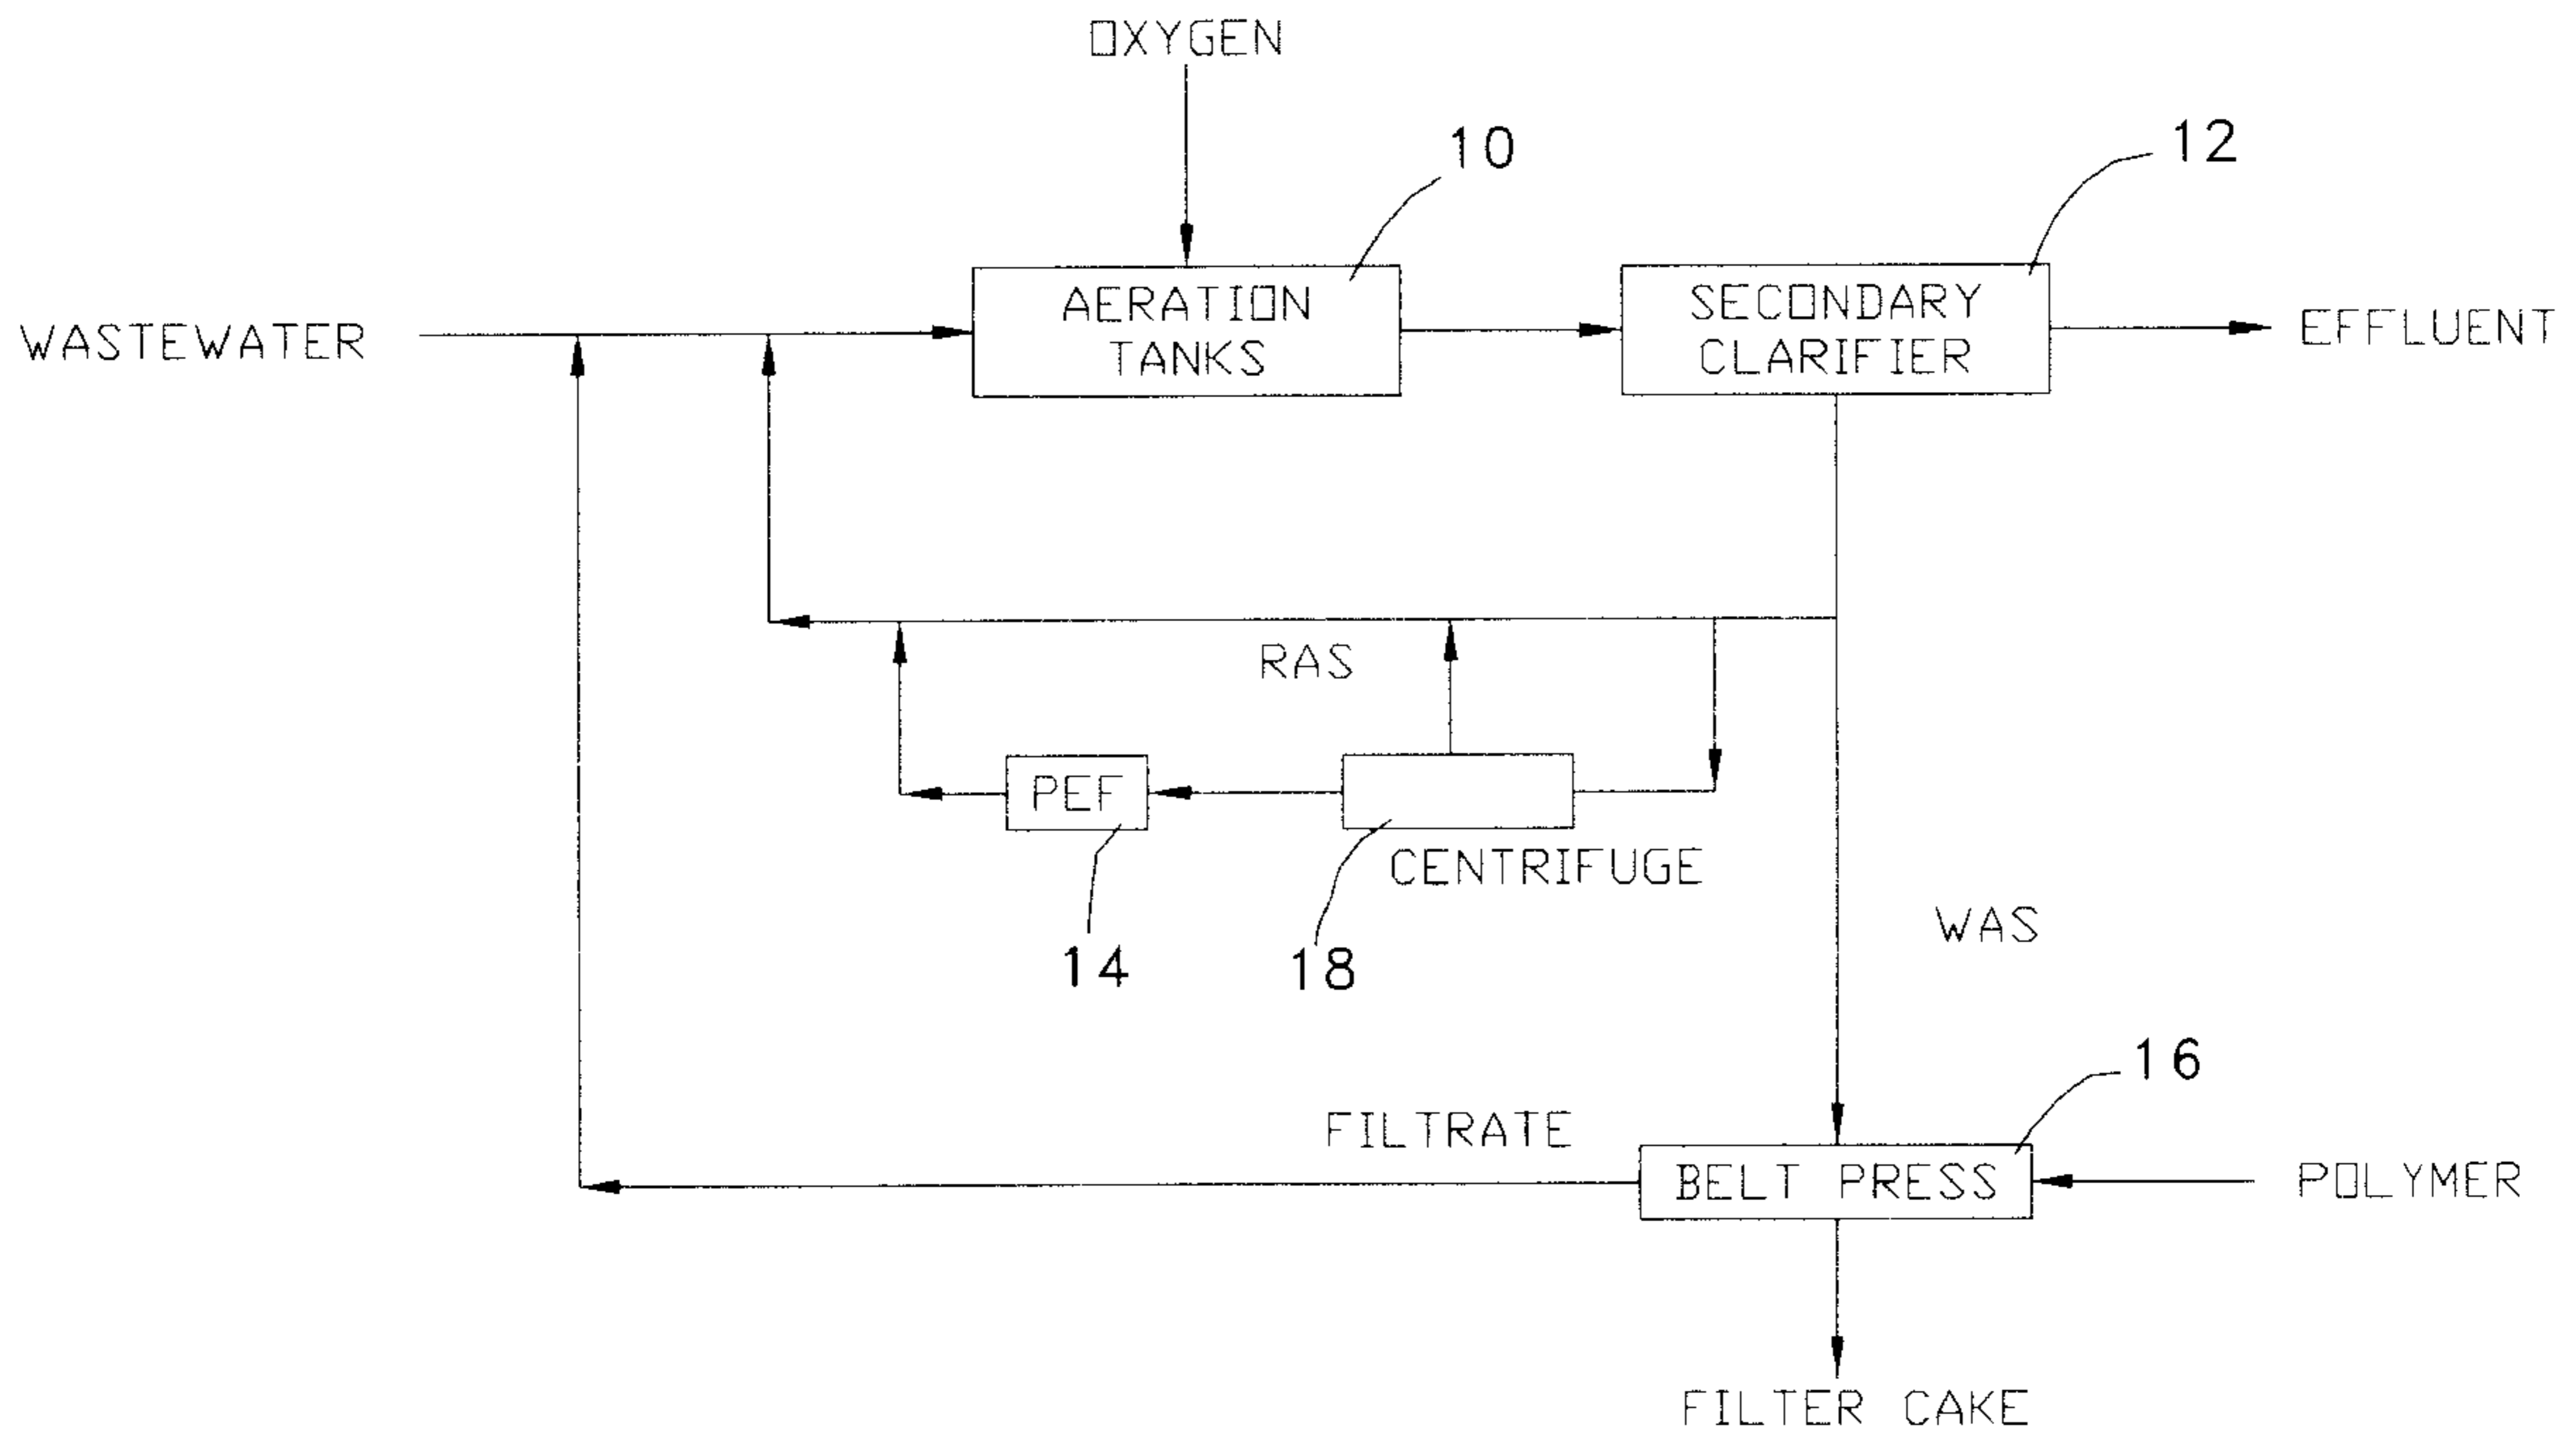 OXYGEN
10
12
WASTEWATER
AERATION
TANKS
SECONDARY
CLARIFIER
EFFLUENT
RAS
PEF
CENTRIFUGE
14
18
WAS
16
FILTRATE
BELT PRESS
POLYMER
FILTER CAKE